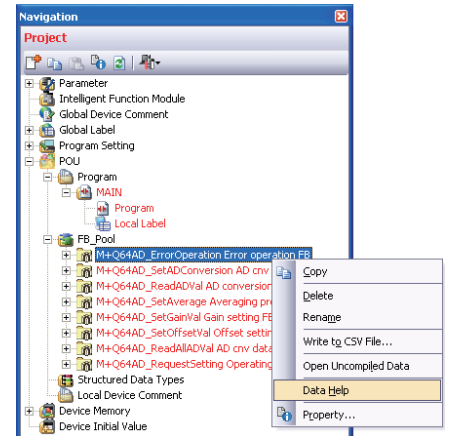 Navigation
Project
Parameter
Intelligent Function Module
Global Device Comment
Global Label
Program Setting
POU
Program
MAIN
Program
Local Label
FB_Pool
M+Q64AD_ErrorOperation Error operation FB
M+Q64AD_SetADConversion AD cnv
M+Q64AD_ReadADVal AD conversion
M+Q64AD_SetAverage Averaging pr
M+Q64AD_SetGainVal Gain setting FB
M+Q64AD_SetOffsetVal Offset settin
M+Q64AD_ReadAllADVal AD cnv data
M+Q64AD_RequestSetting Operating
Structured Data Types
Local Device Comment
Device Memory
Device Initial Value
Copy
Delete
Rename
Write to CSV File...
Open Uncompiled Data
Data Help
Property...